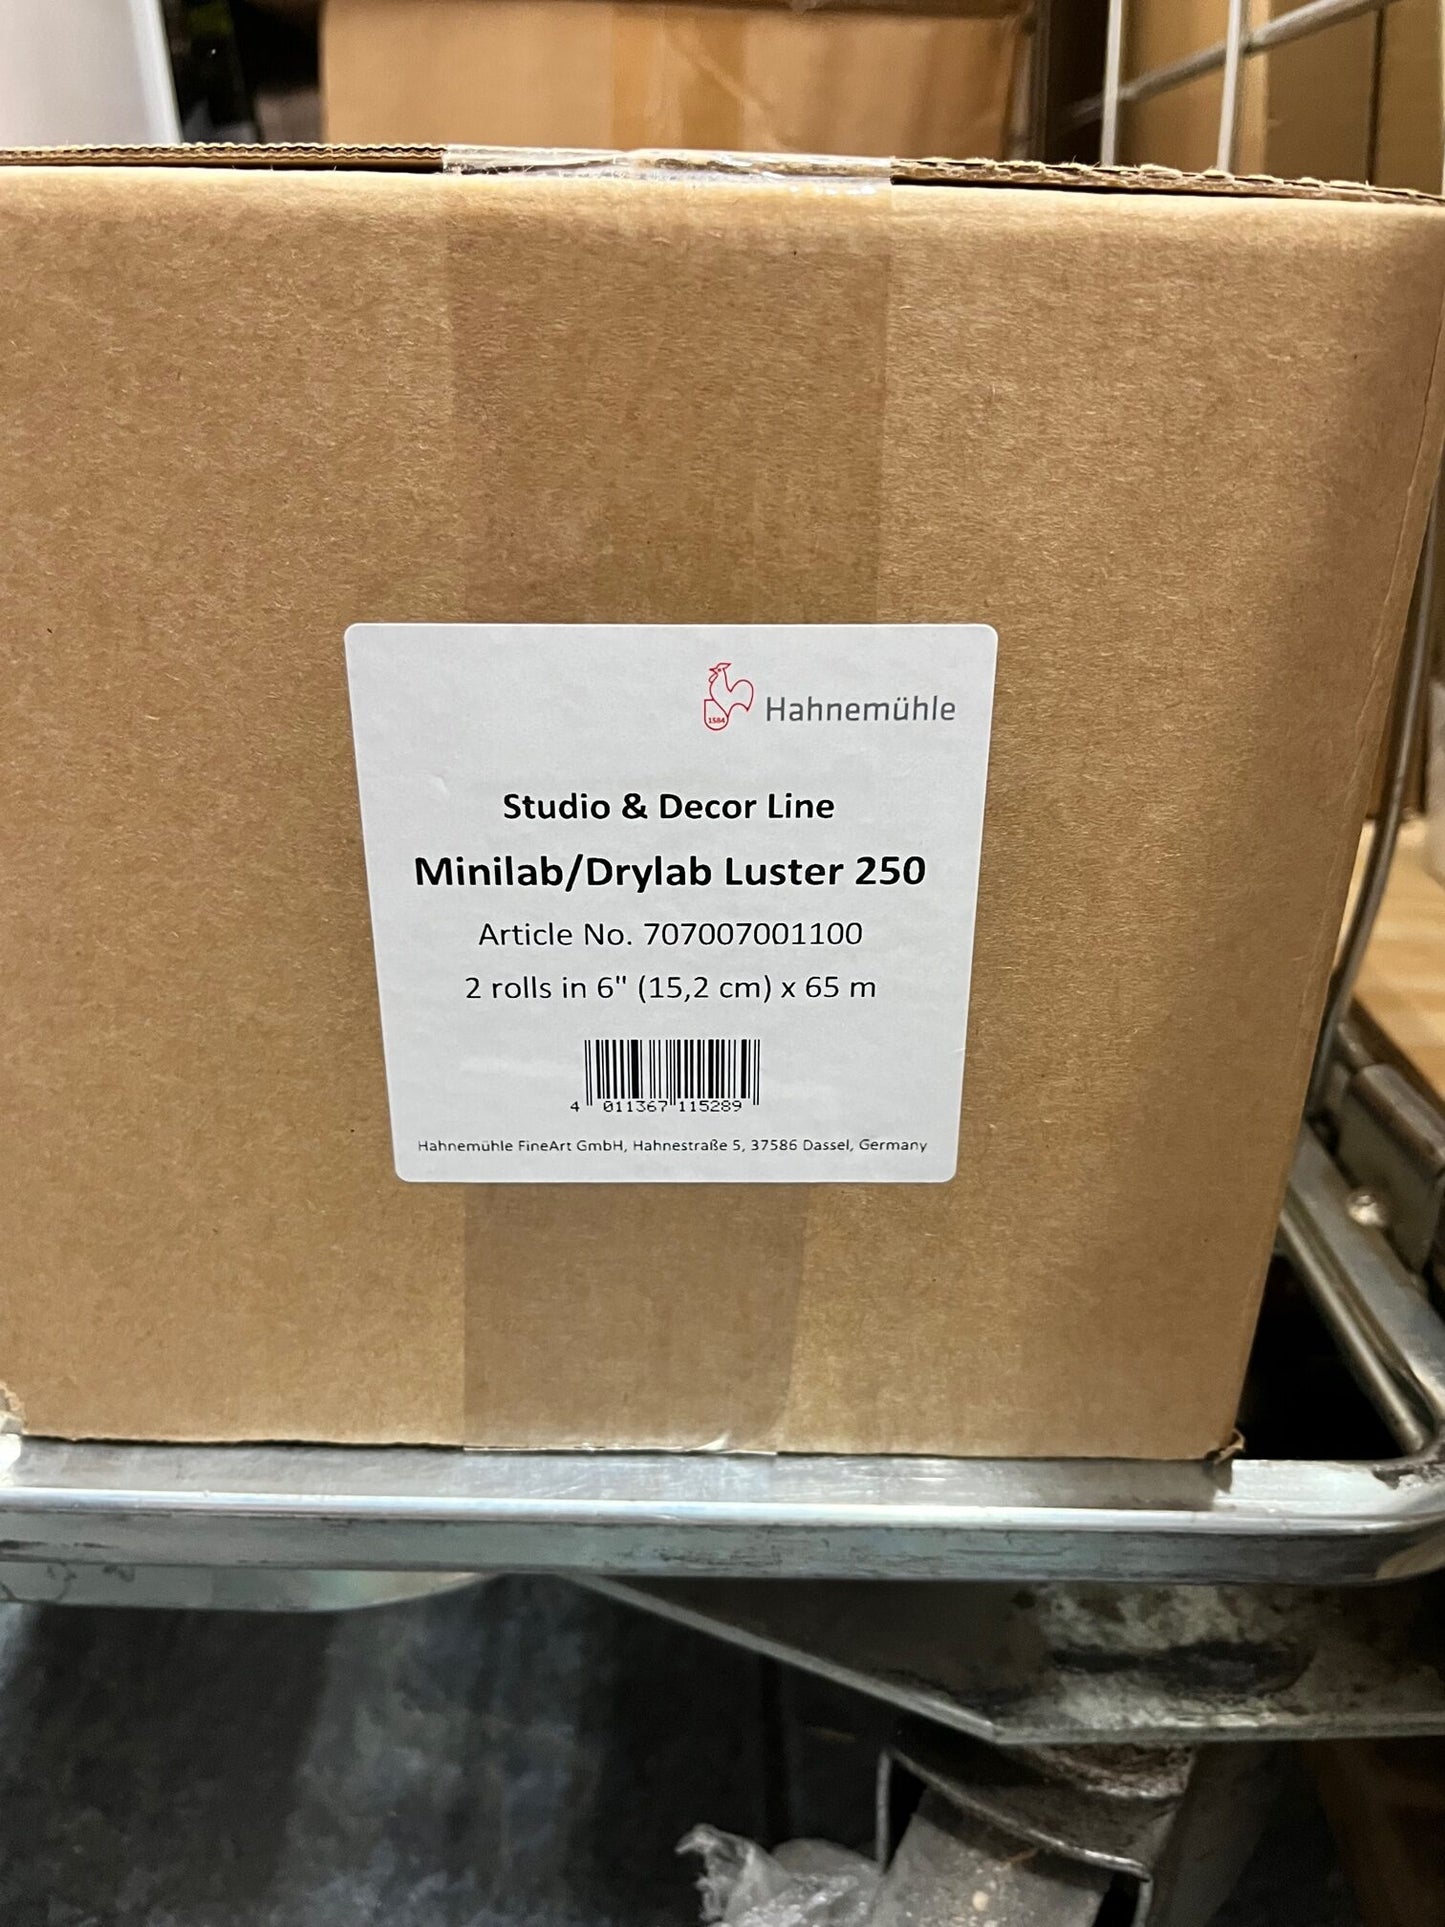 1584
Hahnemühle
Studio & Decor Line
Minilab/Drylab Luster 250
Article No. 707007001100
2 rolls in 6" (15,2 cm) x 65 m
4 011367 115289
Hahnemühle FineArt GmbH, Hahnestraße 5, 37586 Dassel, Germany